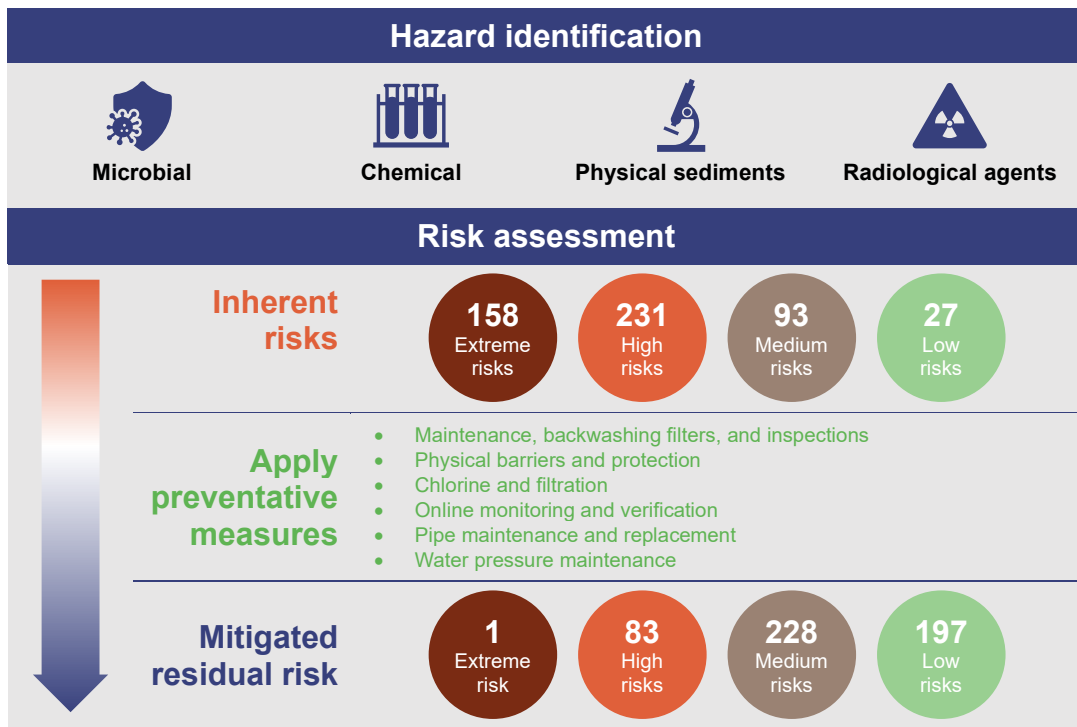 Hazard identification
Microbial
Chemical
Physical sediments
Radiological agents
Risk assessment
Inherent
risks
158
Extreme
risks
231
High
risks
93
Medium
risks
27
Low
risks
Apply
preventative
measures
• Maintenance, backwashing filters, and inspections
• Physical barriers and protection
• Chlorine and filtration
• Online monitoring and verification
• Pipe maintenance and replacement
• Water pressure maintenance
Mitigated
residual risk
1
Extreme
risk
83
High
risks
228
Medium
risks
197
Low
risks